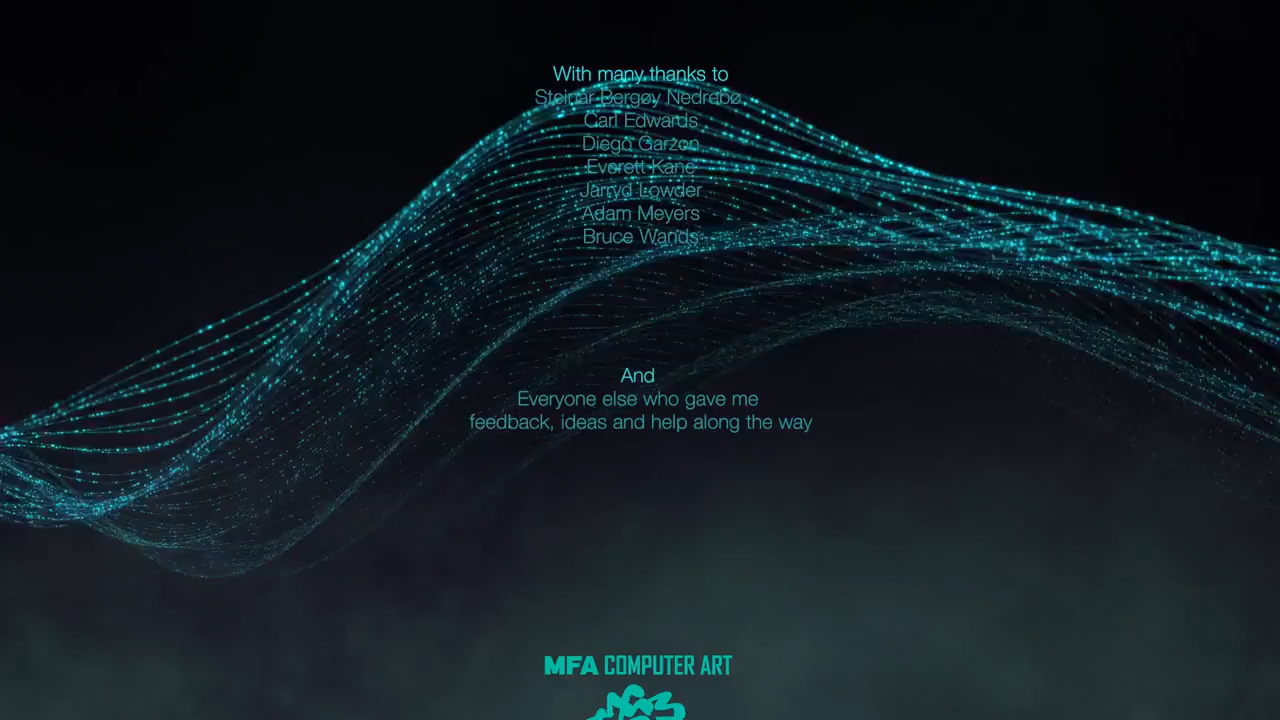 With many thanks to
Steinar Bergøy Nedrebø
Carl Edwards
Diego Garzon
Everett Kane
Jarryd Lowder
Adam Meyers
Bruce Wands
And
Everyone else who gave me
feedback, ideas and help along the way
MFA COMPUTER ART